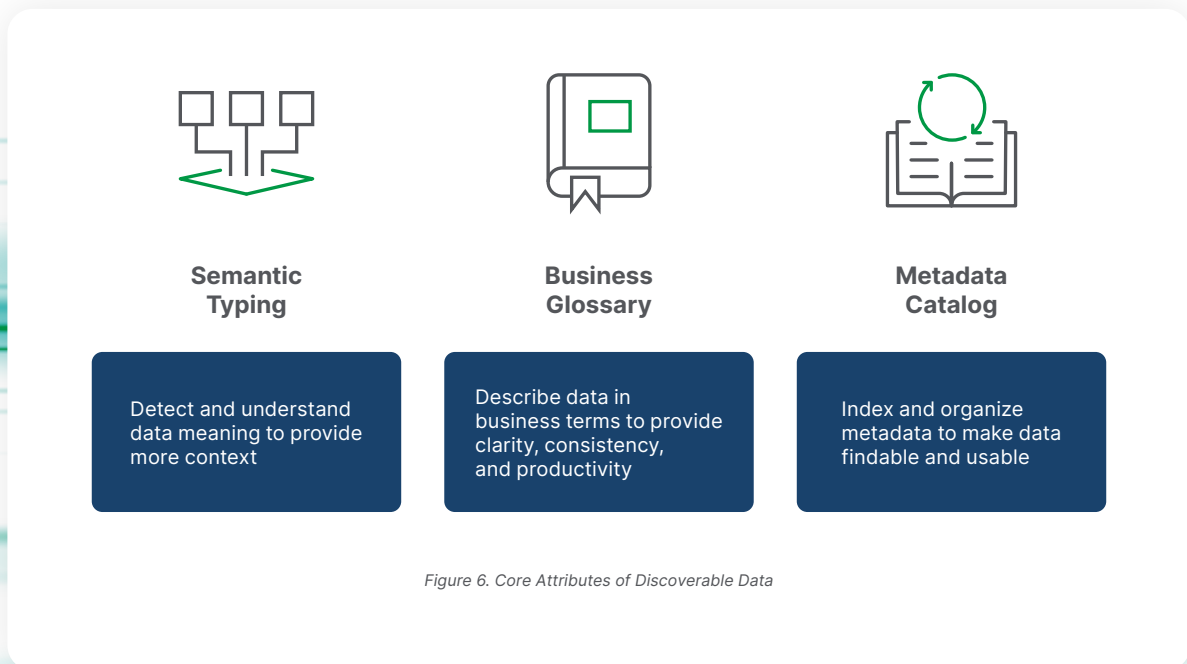 Semantic
Typing
Business
Glossary
Metadata
Catalog
Detect and understand
data meaning to provide
more context
Describe data in
business terms to provide
clarity, consistency,
and productivity
Index and organize
metadata to make data
findable and usable
Figure 6. Core Attributes of Discoverable Data